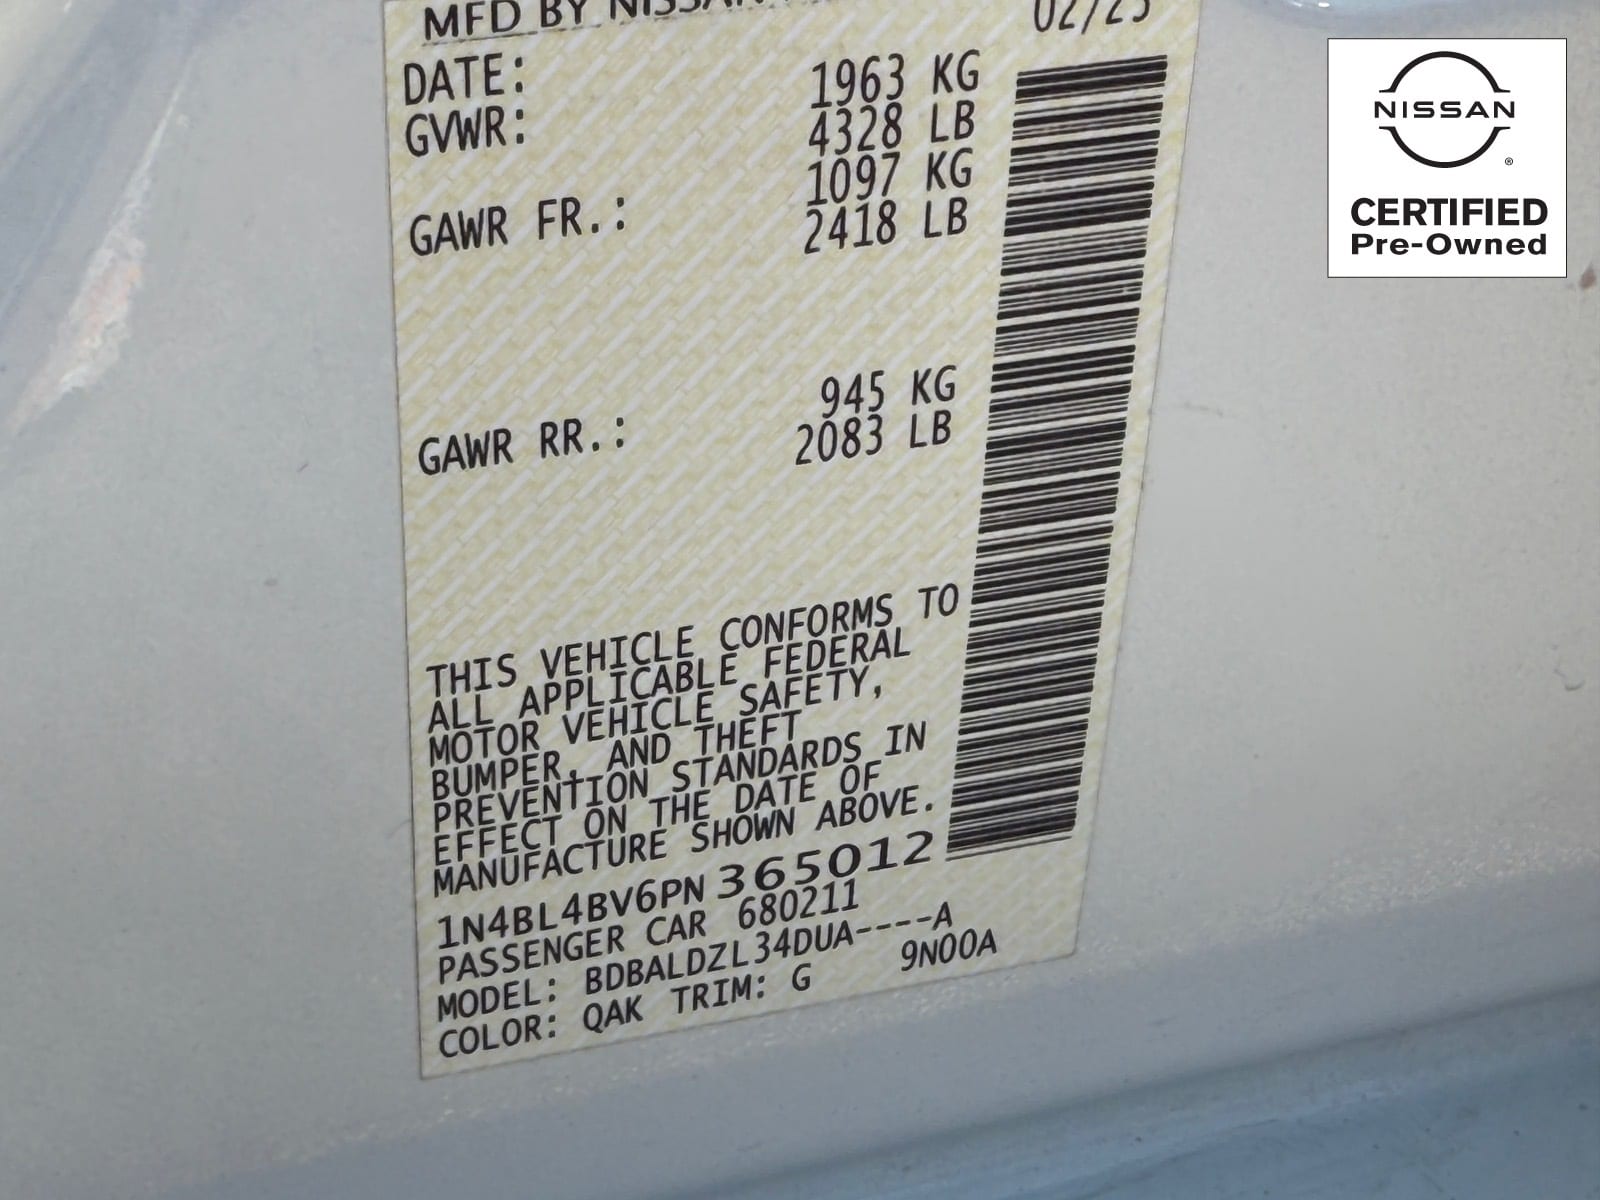 MFD BY NISSAN
02/23
DATE:
GVWR: 1963 KG
4328 LB
GAWR FR.: 1097 KG
2418 LB
GAWR RR.: 945 KG
2083 LB
THIS VEHICLE CONFORMS TO
ALL APPLICABLE FEDERAL
MOTOR VEHICLE SAFETY,
BUMPER, AND THEFT
PREVENTION STANDARDS IN
EFFECT ON THE DATE OF
MANUFACTURE SHOWN ABOVE.
1N4BL4BV6PN365012
PASSENGER CAR 680211
MODEL: BDBALDZL34DUA----A
COLOR: QAK TRIM: G 9N00A
NISSAN
®
CERTIFIED
Pre-Owned